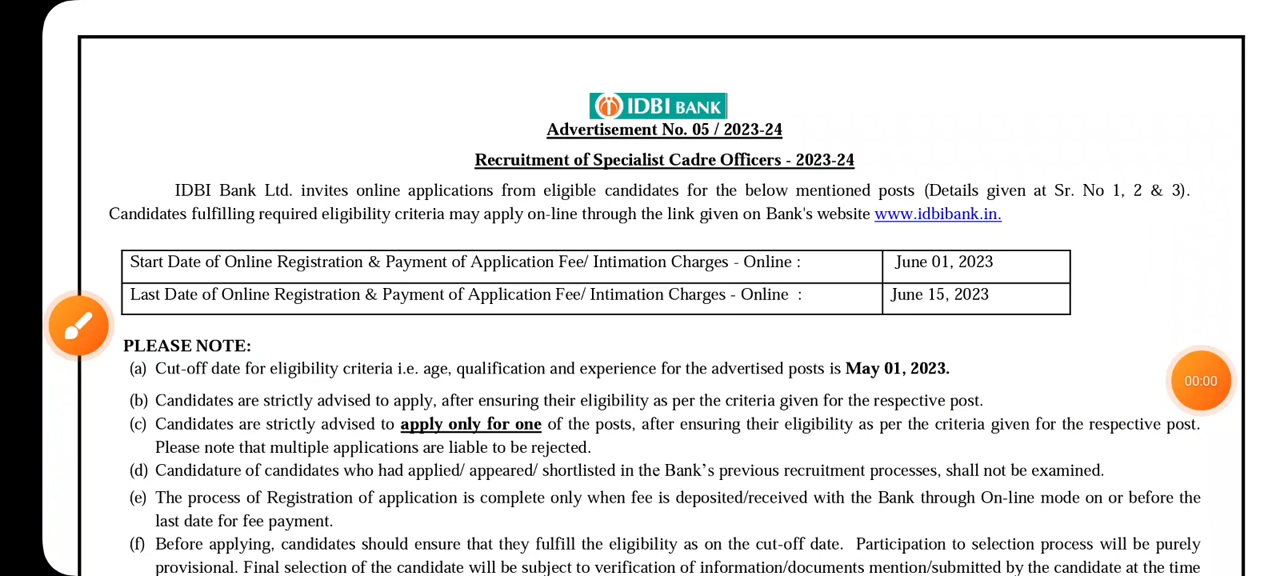 IDBI BANK
Advertisement No. 05 / 2023-24
Recruitment of Specialist Cadre Officers - 2023-24
IDBI Bank Ltd. invites online applications from eligible candidates for the below mentioned posts (Details given at Sr. No 1, 2 & 3).
Candidates fulfilling required eligibility criteria may apply on-line through the link given on Bank's website www.idbibank.in.
Start Date of Online Registration & Payment of Application Fee/ Intimation Charges - Online : June 01, 2023
Last Date of Online Registration & Payment of Application Fee/ Intimation Charges - Online : June 15, 2023
PLEASE NOTE:
(a) Cut-off date for eligibility criteria i.e. age, qualification and experience for the advertised posts is May 01, 2023.
00:00
(b) Candidates are strictly advised to apply, after ensuring their eligibility as per the criteria given for the respective post.
(c) Candidates are strictly advised to apply only for one of the posts, after ensuring their eligibility as per the criteria given for the respective post.
Please note that multiple applications are liable to be rejected.
(d) Candidature of candidates who had applied/ appeared/ shortlisted in the Bank's previous recruitment processes, shall not be examined.
(e) The process of Registration of application is complete only when fee is deposited/received with the Bank through On-line mode on or before the
last date for fee payment.
(f) Before applying, candidates should ensure that they fulfill the eligibility as on the cut-off date. Participation to selection process will be purely
provisional. Final selection of the candidate will be subject to verification of information/documents mention/submitted by the candidate at the time